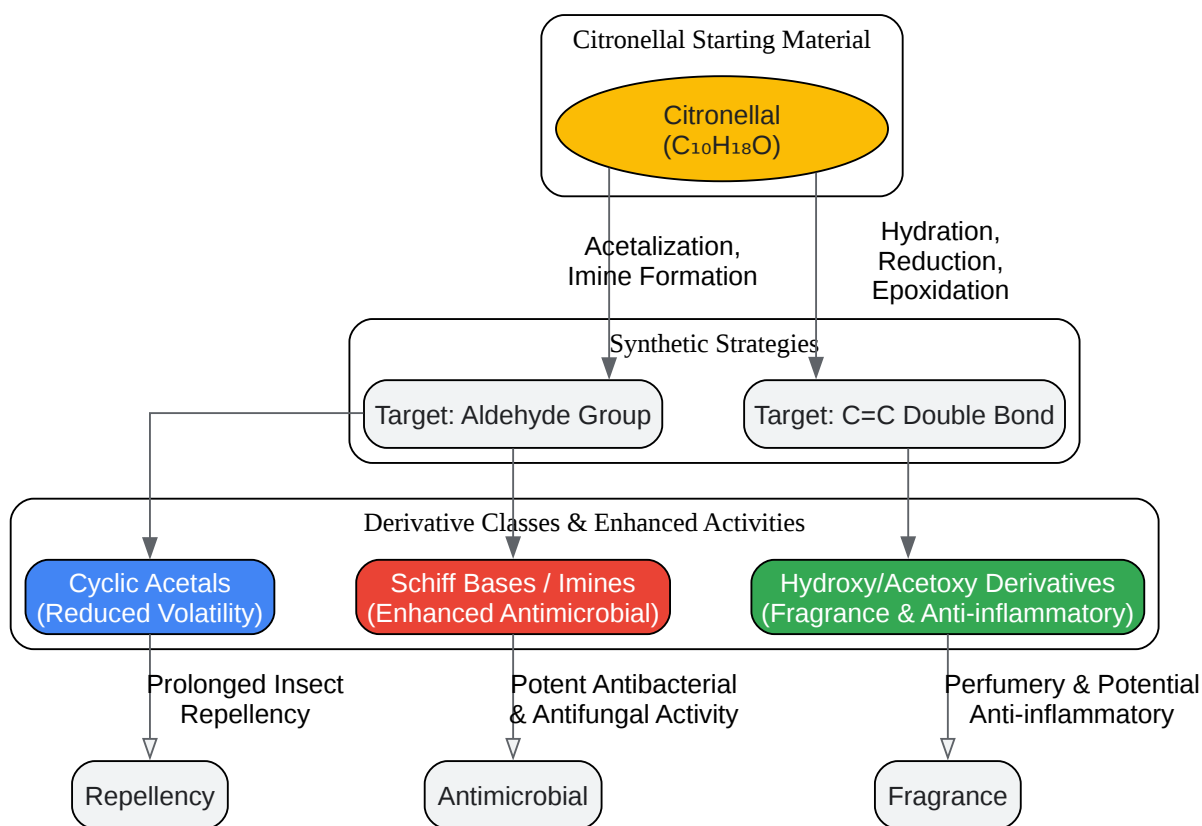 Citronellal Starting Material
Citronellal
(C₁₀H₁₈O)
Acetalization,
Imine Formation
Hydration,
Reduction,
Epoxidation
Synthetic Strategies
Target: Aldehyde Group
Target: C=C Double Bond
Derivative Classes & Enhanced Activities
Cyclic Acetals
(Reduced Volatility)
Schiff Bases / Imines
(Enhanced Antimicrobial)
Hydroxy/Acetoxy Derivatives
(Fragrance & Anti-inflammatory)
Prolonged Insect
Repellency
Potent Antibacterial
& Antifungal Activity
Perfumery & Potential
Anti-inflammatory
Repellency
Antimicrobial
Fragrance